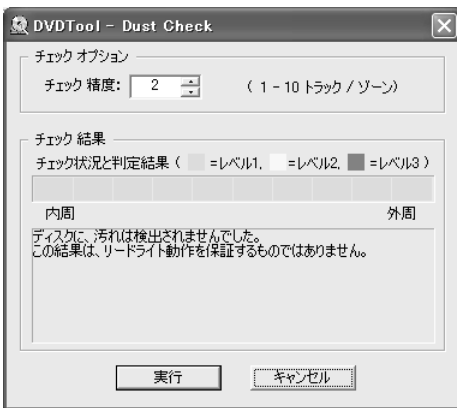 DVDTool - Dust Check
チェック オプション
チェック 精度: 2 ( 1 - 10 トラック / ゾーン)
チェック 結果
チェック状況と判定結果 ( =レベル1, =レベル2, =レベル3 )
内周 外周
ディスクに、汚れは検出されませんでした。
この結果は、リードライト動作を保証するものではありません。
実行 キャンセル